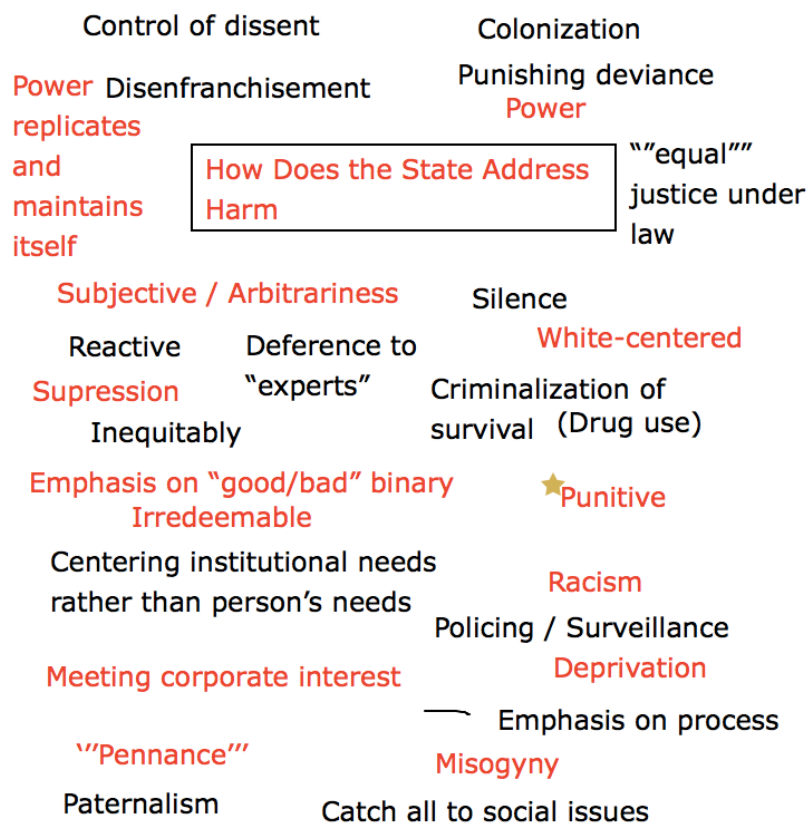 Control of dissent
Colonization
Power
replicates
and
maintains
itself
Disenfranchisement
Punishing deviance
Power
How Does the State Address
Harm
“”equal””
justice under
law
Subjective / Arbitrariness
Silence
White-centered
Reactive
Deference to
“experts”
Supression
Criminalization of
survival
(Drug use)
Inequitably
Emphasis on “good/bad” binary
Irredeemable
Punitive
Centering institutional needs
rather than person’s needs
Racism
Policing / Surveillance
Meeting corporate interest
Deprivation
Emphasis on process
‘”Pennance”’
Misogyny
Paternalism
Catch all to social issues